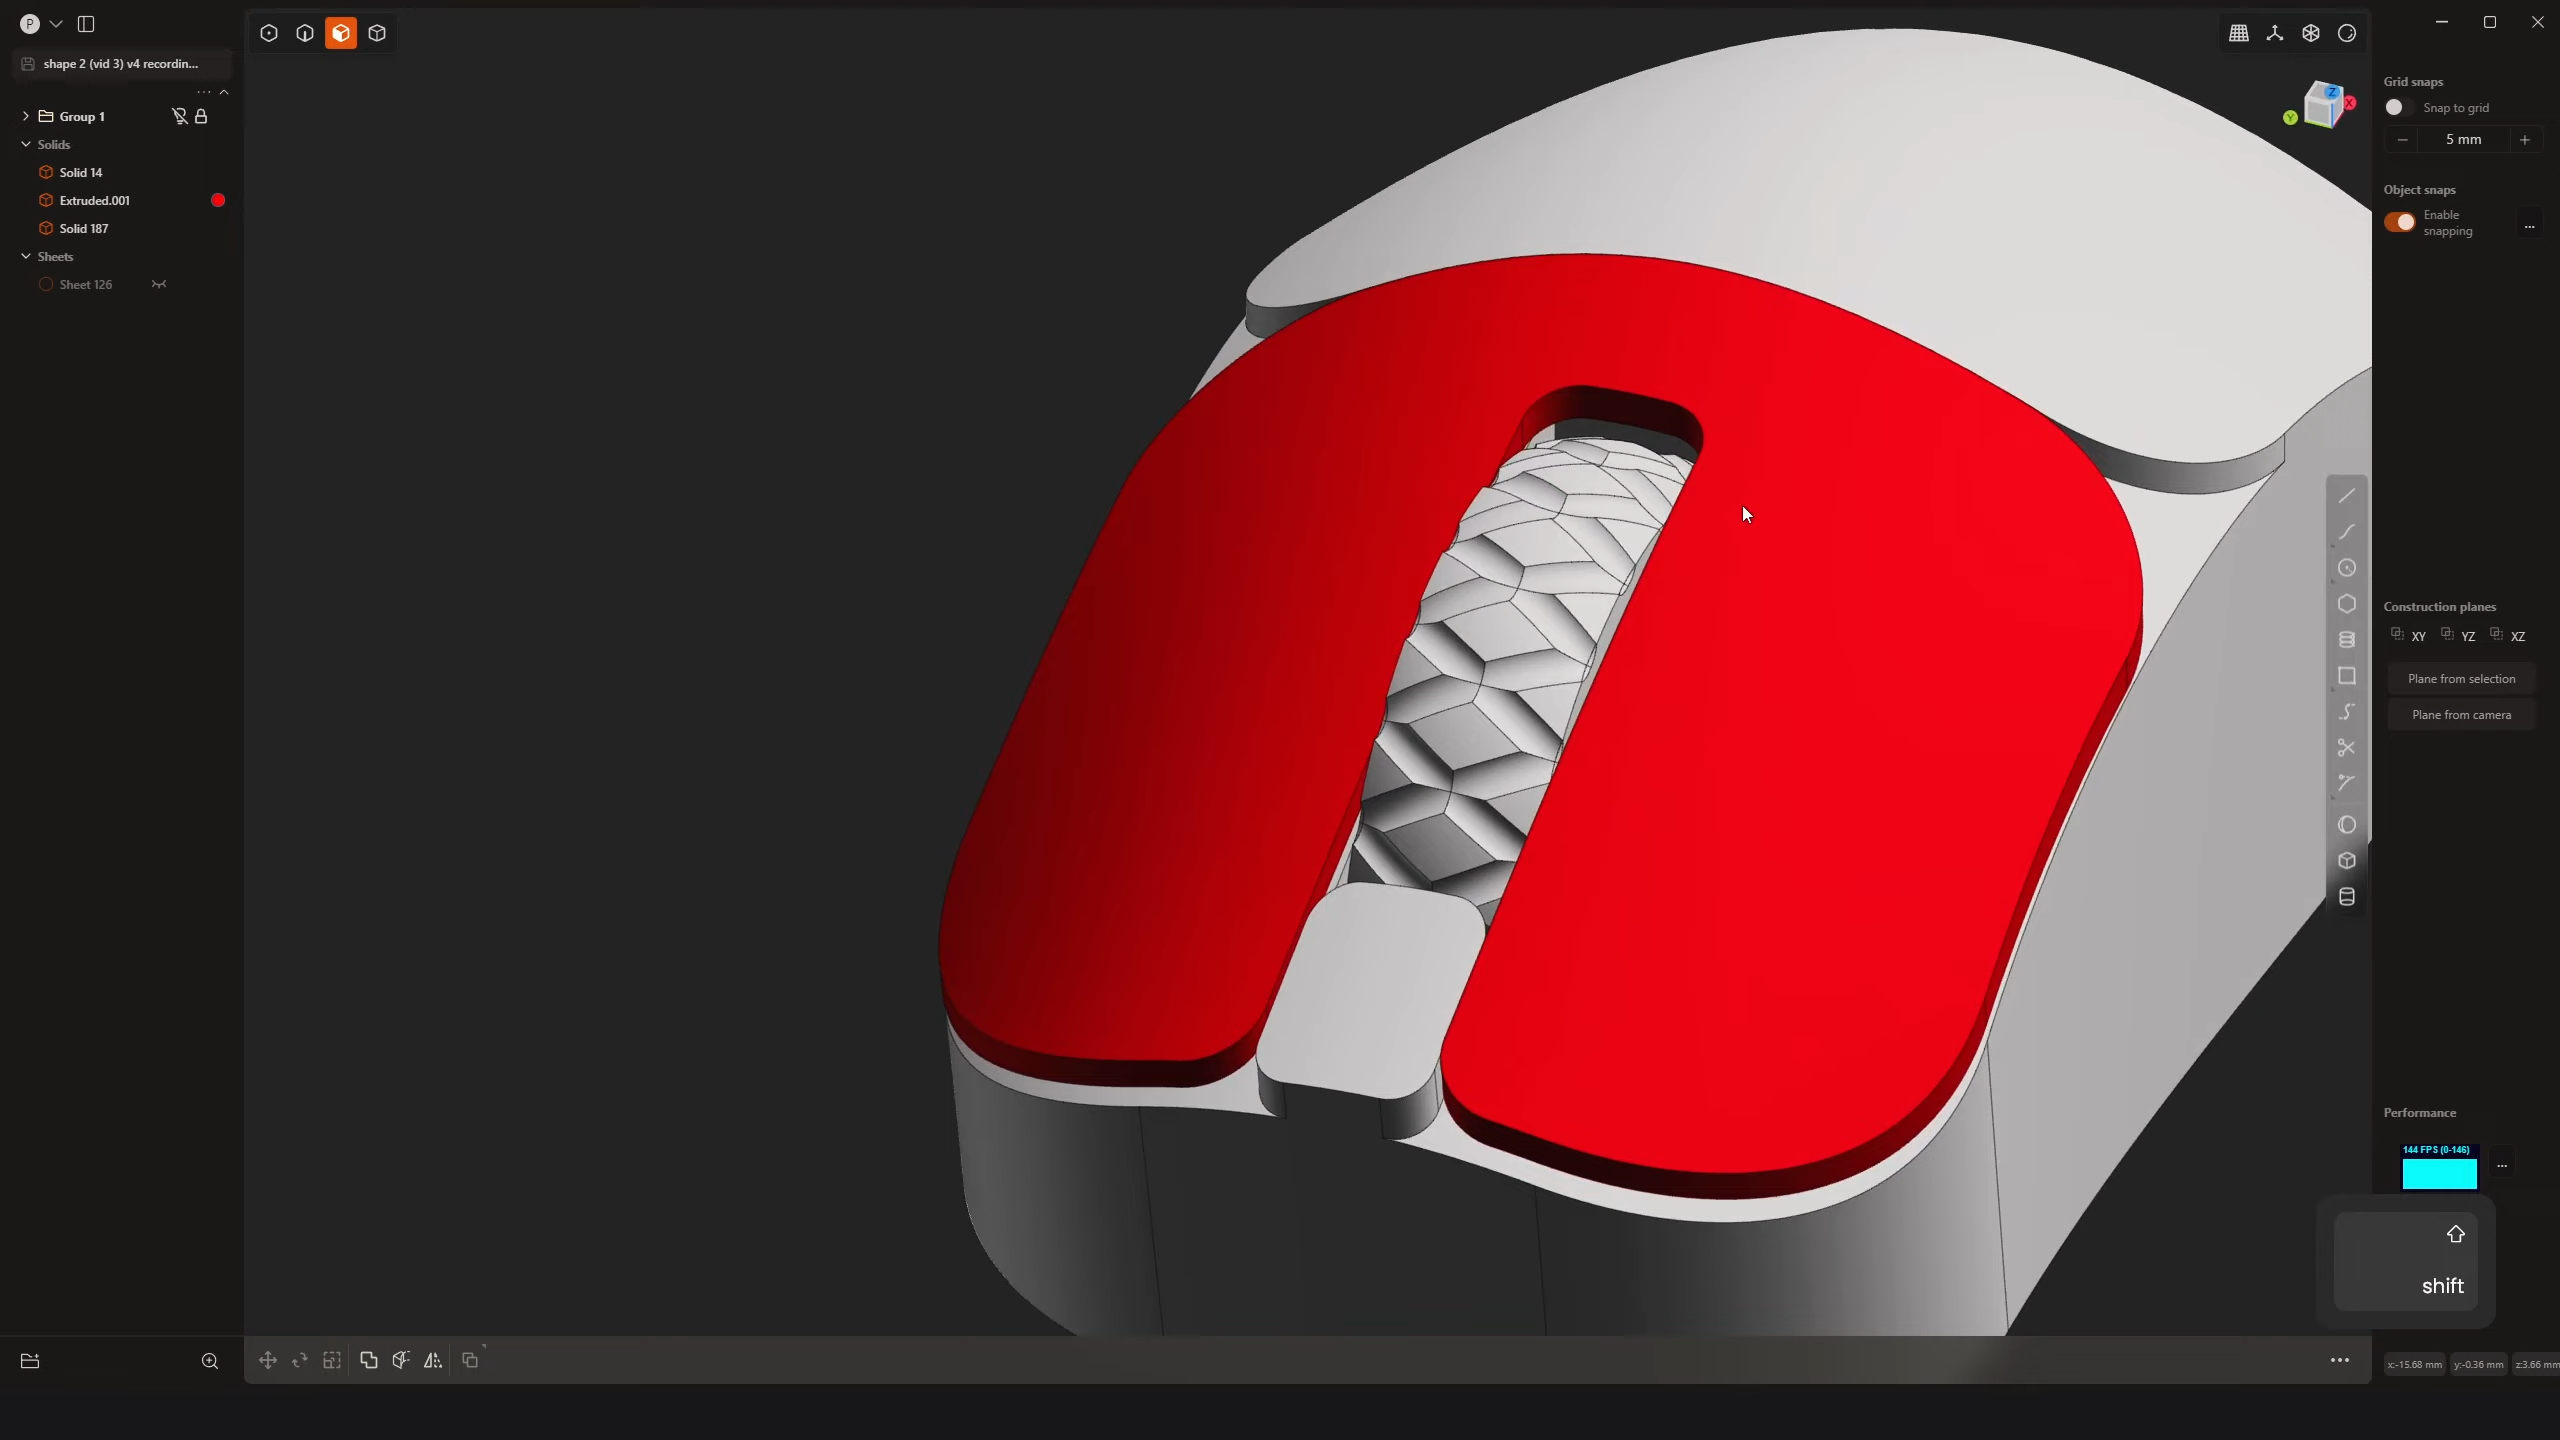 P
shape 2 (vid 3) v4 recordin...
Group 1
Solids
Solid 14
Extruded.001
Solid 187
Sheets
Sheet 126
Z
X
Y
Grid snaps
Snap to grid
5 mm
Object snaps
Enable
snapping
Construction planes
XY
YZ
XZ
Plane from selection
Plane from camera
Performance
144 FPS (0-146)
shift
x:-15.68 mm
y:-0.36 mm
z:3.66 mm